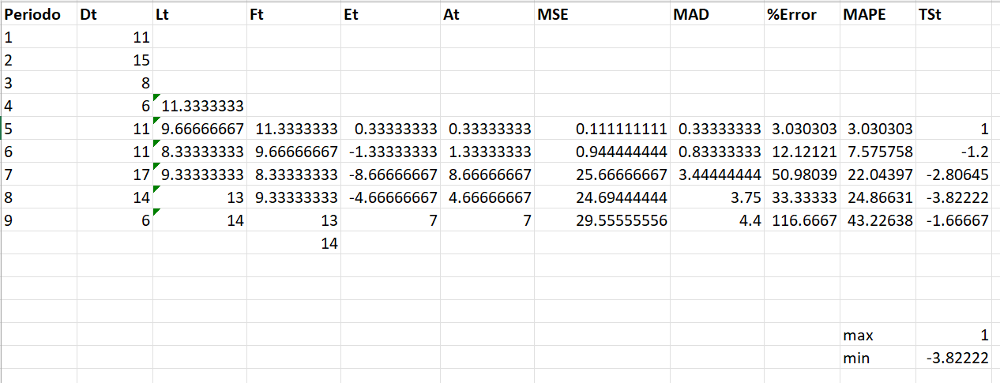 Periodo Dt Lt Ft Et At MSE MAD %Error MAPE TSt
1 11
2 15
3 8
4 6 11.3333333
5 11 9.66666667 11.3333333 0.33333333 0.33333333 0.111111111 0.33333333 3.030303 3.030303 1
6 11 8.33333333 9.66666667 -1.33333333 1.33333333 0.944444444 0.83333333 12.12121 7.575758 -1.2
7 17 9.33333333 8.33333333 -8.66666667 8.66666667 25.66666667 3.44444444 50.98039 22.04397 -2.80645
8 14 13 9.33333333 -4.66666667 4.66666667 24.69444444 3.75 33.33333 24.86631 -3.82222
9 6 14 13 7 7 29.55555556 4.4 116.6667 43.22638 -1.66667
14
max 1
min -3.82222